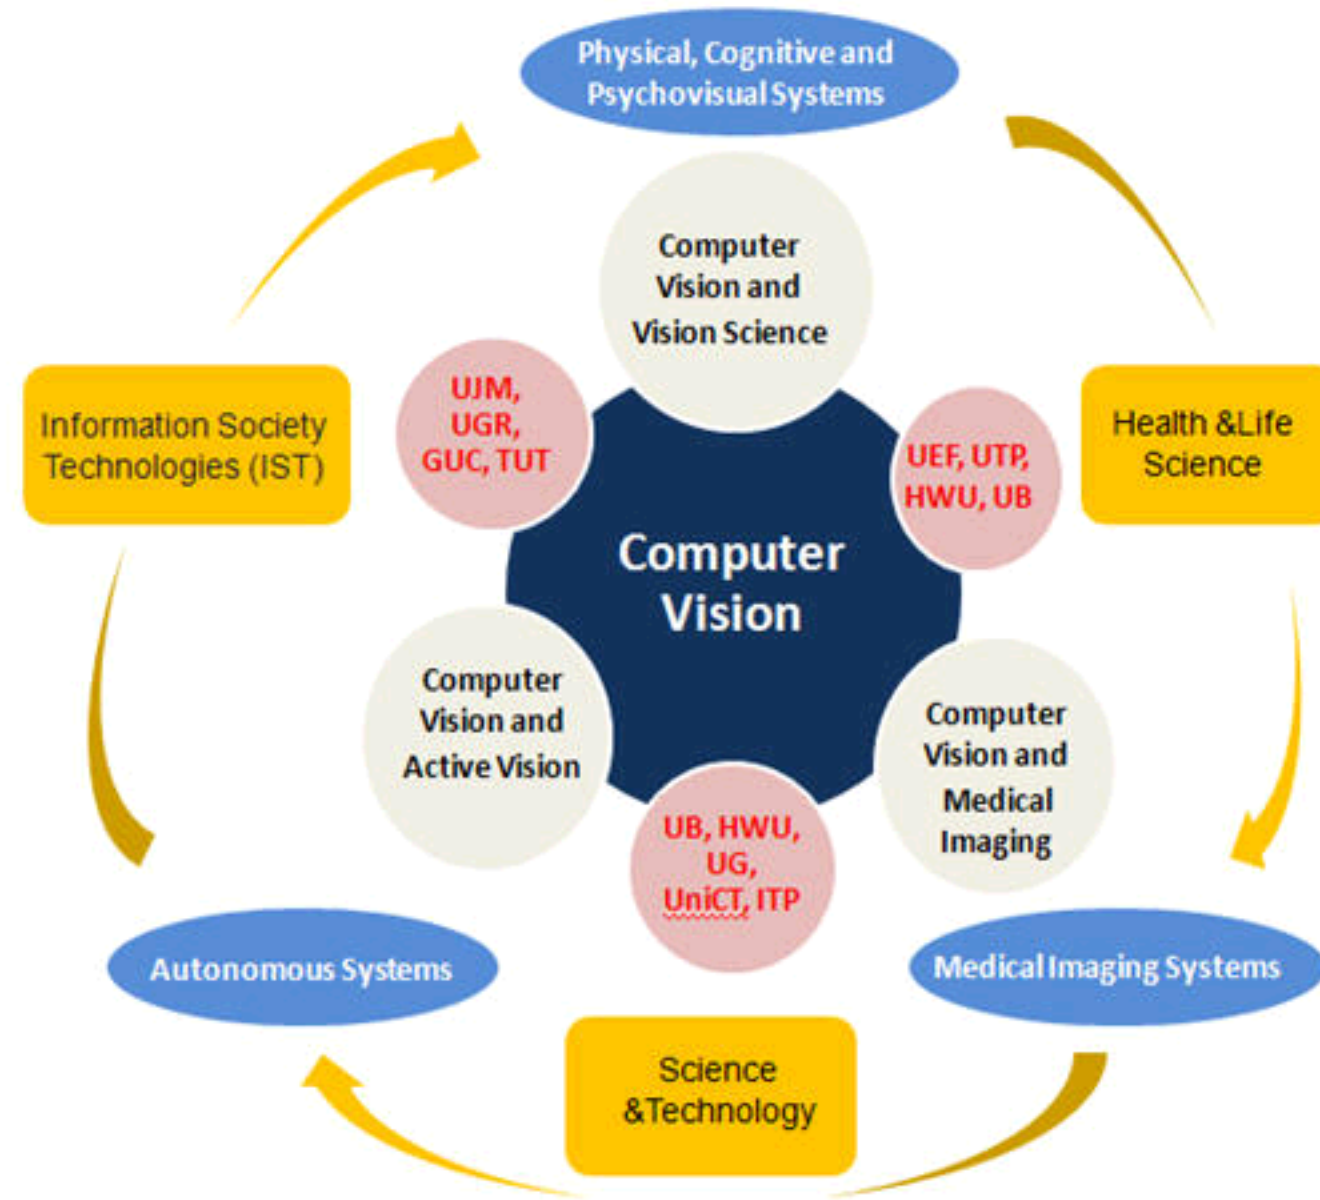 Physical, Cognitive and
Psychovisual Systems
Computer
Vision and
Vision Science
UJM,
UGR,
GUC, TUT
Information Society
Technologies (IST)
Health &Life
Science
UEF, UTP,
HWU, UB
Computer
Vision
Computer
Vision and
Active Vision
Computer
Vision and
Medical
Imaging
UB, HWU,
UG,
UniCT, ITP
Autonomous Systems
Medical Imaging Systems
Science
&Technology